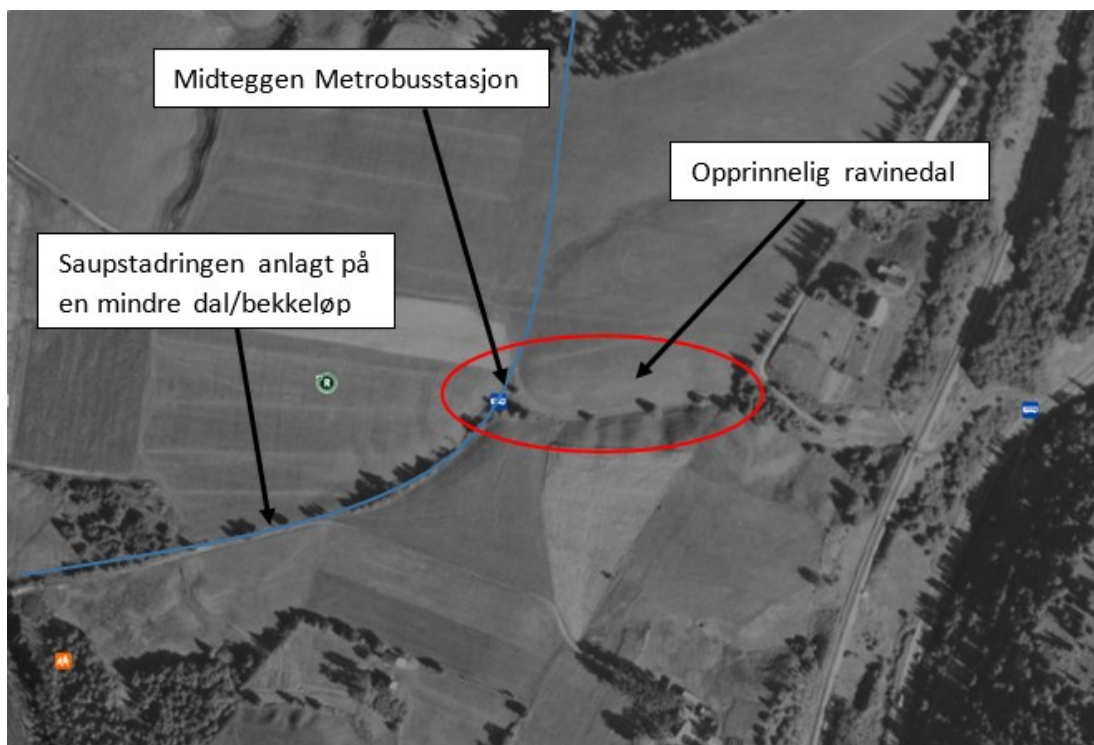 Midteggen Metrobusstasjon
Opprinnelig ravinedal
Saupstadringen anlagt på
en mindre dal/bekkeløp
R